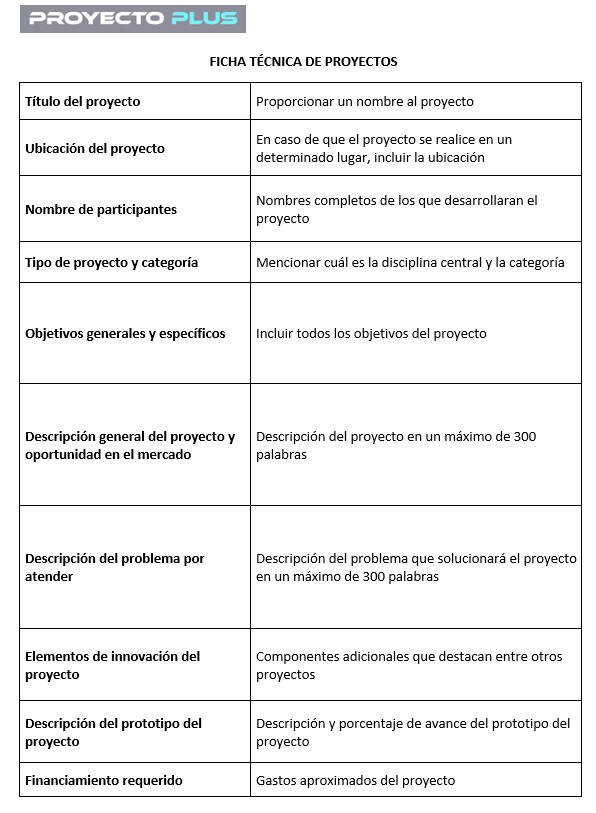 PROYECTO PLUS
FICHA TÉCNICA DE PROYECTOS
Título del proyecto
Proporcionar un nombre al proyecto
Ubicación del proyecto
En caso de que el proyecto se realice en un
determinado lugar, incluir la ubicación
Nombre de participantes
Nombres completos de los que desarrollaran el
proyecto
Tipo de proyecto y categoría
Mencionar cuál es la disciplina central y la categoría
Objetivos generales y específicos
Incluir todos los objetivos del proyecto
Descripción general del proyecto y
oportunidad en el mercado
Descripción del proyecto en un máximo de 300
palabras
Descripción del problema por
atender
Descripción del problema que solucionará el proyecto
en un máximo de 300 palabras
Elementos de innovación del
proyecto
Componentes adicionales que destacan entre otros
proyectos
Descripción del prototipo del
proyecto
Descripción y porcentaje de avance del prototipo del
proyecto
Financiamiento requerido
Gastos aproximados del proyecto